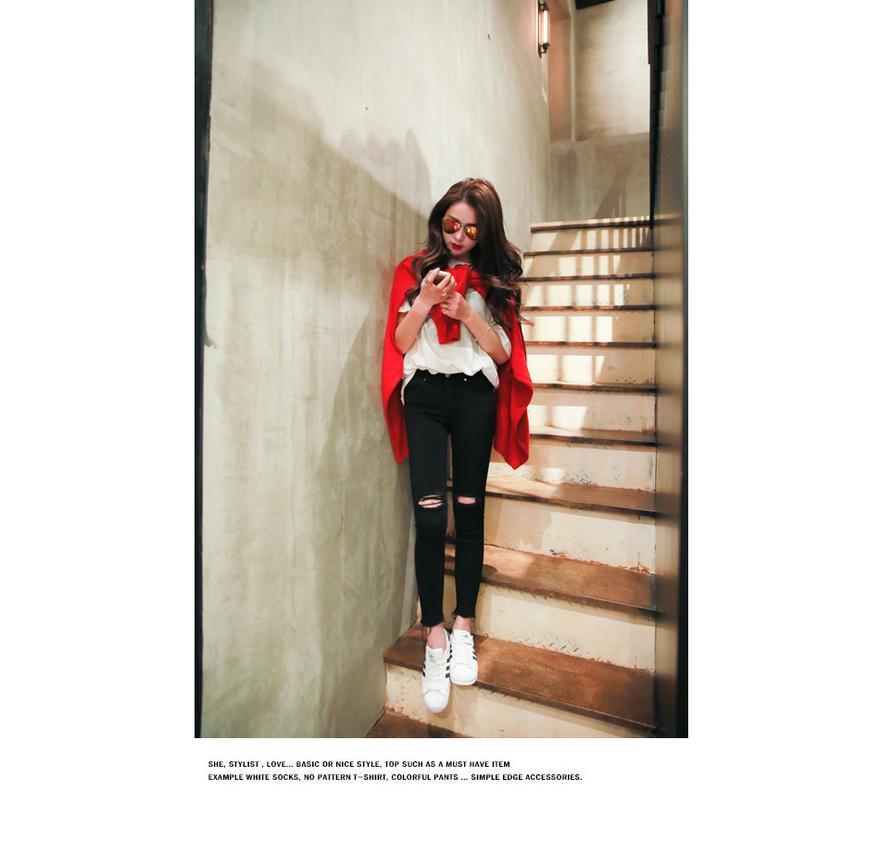 SHE, STYLIST , LOVE... BASIC OR NICE STYLE, TOP SUCH AS A MUST HAVE ITEM
EXAMPLE WHITE SOCKS, NO PATTERN T-SHIRT, COLORFUL PANTS ... SIMPLE EDGE ACCESSORIES.